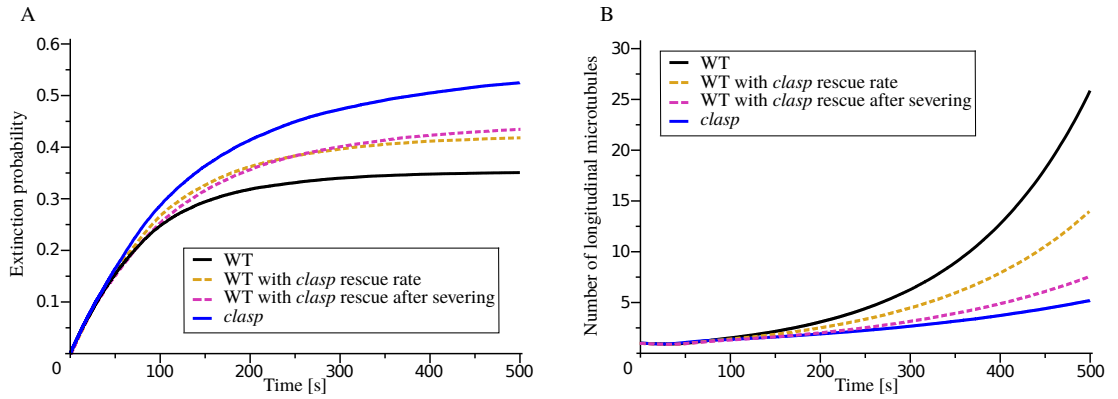 A
Extinction probability
0.6
0.5
0.4
0.3
0.2
0.1
0
100
200
300
400
500
Time [s]
WT
WT with clasp rescue rate
WT with clasp rescue after severing
clasp
B
Number of longitudinal microtubules
30
25
20
15
10
5
0
100
200
300
400
500
Time [s]
WT
WT with clasp rescue rate
WT with clasp rescue after severing
clasp